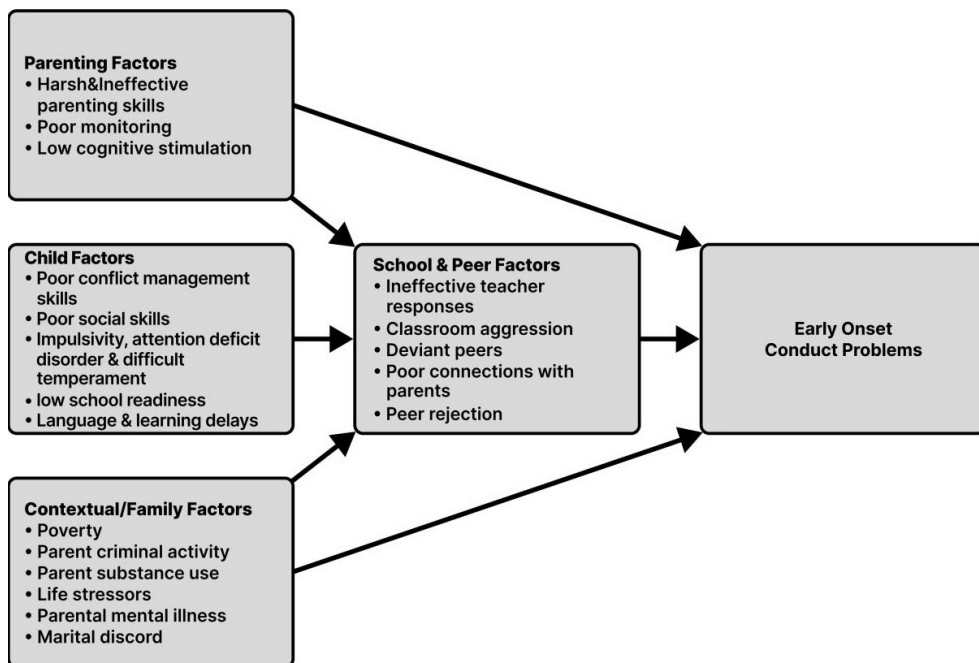 Parenting Factors
• Harsh&Ineffective
parenting skills
• Poor monitoring
• Low cognitive stimulation
Child Factors
• Poor conflict management
skills
• Poor social skills
• Impulsivity, attention deficit
disorder & difficult
temperament
• low school readiness
• Language & learning delays
Contextual/Family Factors
• Poverty
• Parent criminal activity
• Parent substance use
• Life stressors
• Parental mental illness
• Marital discord
School & Peer Factors
• Ineffective teacher
responses
• Classroom aggression
• Deviant peers
• Poor connections with
parents
• Peer rejection
Early Onset
Conduct Problems